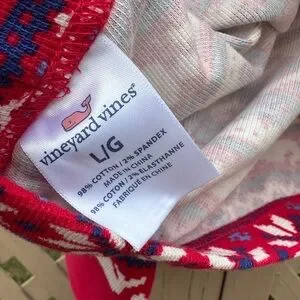 vineyard vines®
L/G
98% COTTON / 2% SPANDEX
MADE IN CHINA
98% COTON / 2% ELASTHANNE
FABRIQUÉ EN CHINE